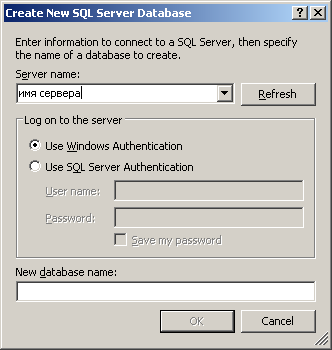 Create New SQL Server Database
Enter information to connect to a SQL Server, then specify
the name of a database to create.
Server name:
имя сервера
Refresh
Log on to the server
Use Windows Authentication
Use SQL Server Authentication
User name:
Password:
Save my password
New database name:
OK
Cancel